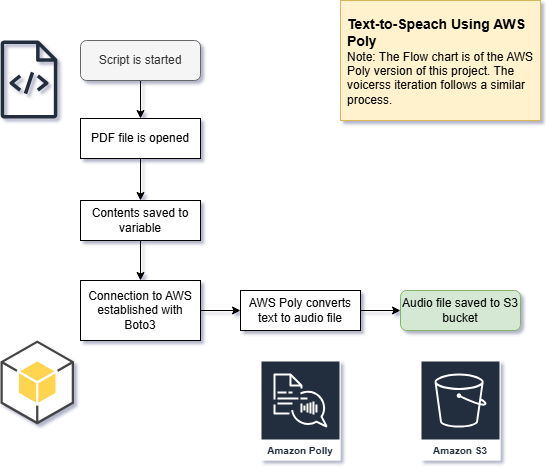 Text-to-Speach Using AWS
Poly
Note: The Flow chart is of the AWS
Poly version of this project. The
voicerss iteration follows a similar
process.
Script is started
</>
PDF file is opened
Contents saved to
variable
Connection to AWS
established with
Boto3
AWS Poly converts
text to audio file
Audio file saved to S3
bucket
Amazon Polly
Amazon S3